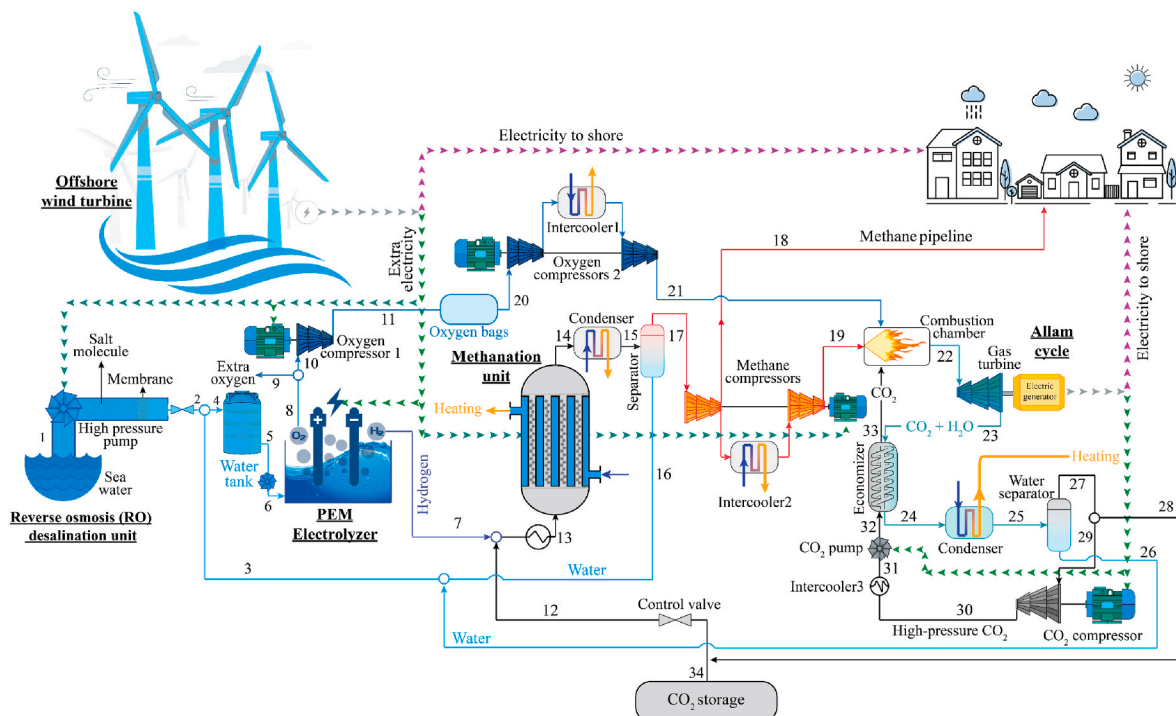 Offshore
wind turbine
Electricity to shore
Extra
electricity
Intercooler1
Oxygen
compressors 2
18
Methane pipeline
20
21
11
Oxygen bags
Condenser
14
15
17
19
Combustion
chamber
22
Allam
cycle
Electricity to shore
Gas
turbine
Electric
generator
Salt
molecule
Membrane
10
Oxygen
compressor 1
Extra
oxygen
9
Methanation
unit
Separator
Methane
compressors
CO2
1
2
4
High pressure
pump
8
O2
H2
Heating
33
CO2 + H2O
23
5
Water
tank
6
Sea
water
Hydrogen
16
Intercooler2
Economizer
Heating
Water
separator
27
28
24
25
29
26
Reverse osmosis (RO)
desalination unit
PEM
Electrolyzer
7
13
32
CO2 pump
Condenser
31
3
Water
Intercooler3
12
Control valve
30
High-pressure CO2
CO2 compressor
Water
34
CO2 storage